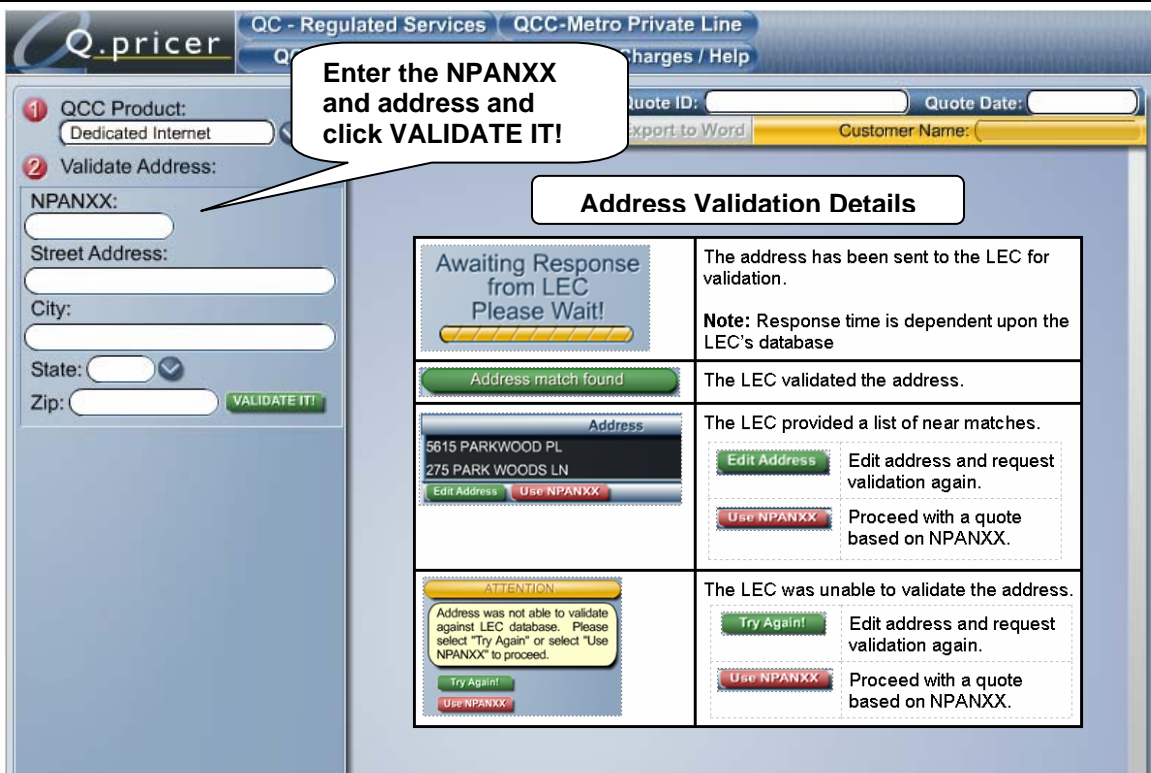 Q.pricer
QC - Regulated Services
QCC-Metro Private Line
Charges / Help
Enter the NPANXX
and address and
click VALIDATE IT!
1 QCC Product:
Dedicated Internet
Quote ID:
Quote Date:
Export to Word
Customer Name:
2 Validate Address:
NPANXX:
Street Address:
City:
State:
Zip:
VALIDATE IT!
Address Validation Details
Awaiting Response
from LEC
Please Wait!
The address has been sent to the LEC for
validation.
Note: Response time is dependent upon the
LEC's database
Address match found
The LEC validated the address.
Address
5615 PARKWOOD PL
275 PARK WOODS LN
Edit Address
Use NPANXX
The LEC provided a list of near matches.
Edit Address
Edit address and request
validation again.
Use NPANXX
Proceed with a quote
based on NPANXX.
ATTENTION
Address was not able to validate
against LEC database. Please
select "Try Again" or select "Use
NPANXX" to proceed.
Try Again!
Use NPANXX
The LEC was unable to validate the address.
Try Again!
Edit address and request
validation again.
Use NPANXX
Proceed with a quote
based on NPANXX.